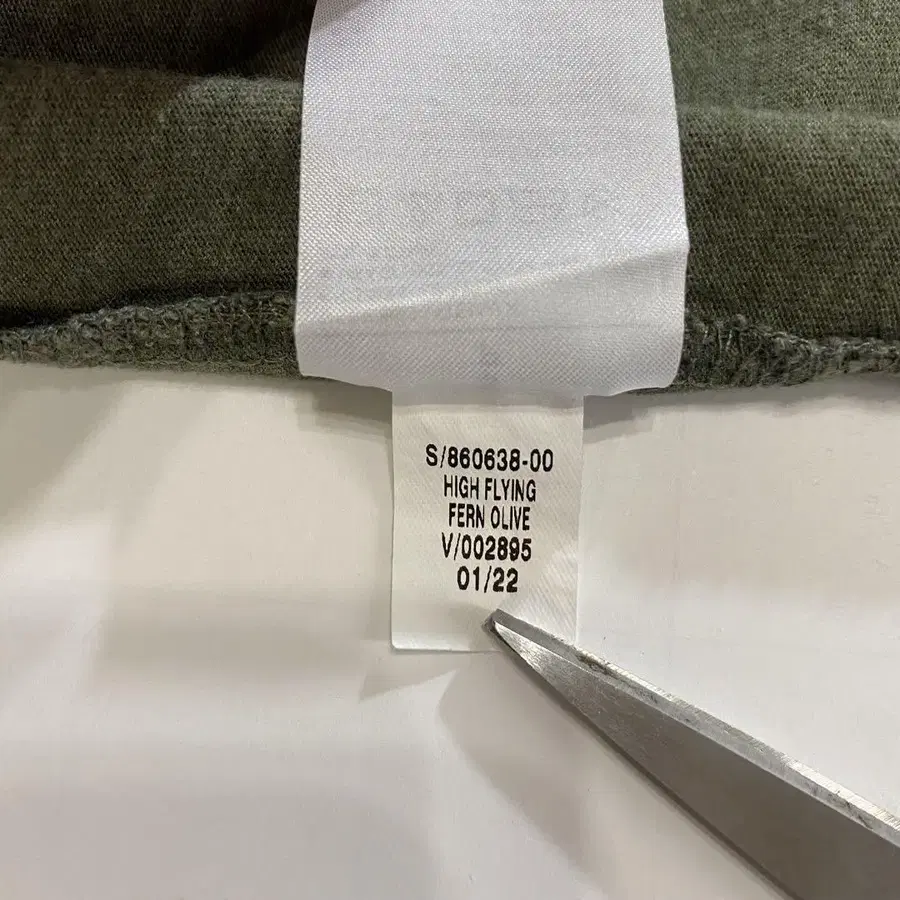 S/860638-00
HIGH FLYING
FERN OLIVE
V/002895
01/22